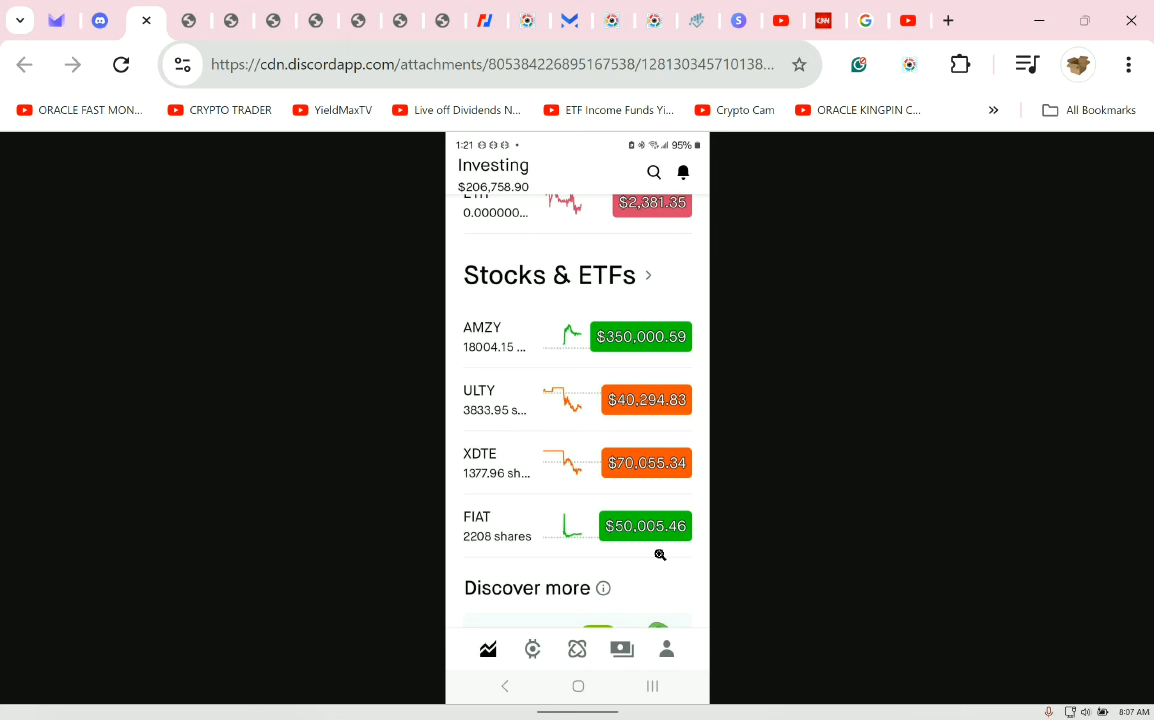 CNN
S
G
https://cdn.discordapp.com/attachments/805384226895167538/128130345710138...
ORACLE FAST MON...
CRYPTO TRADER
YieldMaxTV
Live off Dividends N...
ETF Income Funds Yi...
Crypto Cam
ORACLE KINGPIN C...
»
All Bookmarks
1:21
95%
Investing
$206,758.90
ETH
0.000000...
$2,381.35
Stocks & ETFs >
AMZY
18004.15 ...
$350,000.59
ULTY
3833.95 s...
$40,294.83
XDTE
1377.96 sh...
$70,055.34
FIAT
2208 shares
$50,005.46
Discover more
8:07 AM